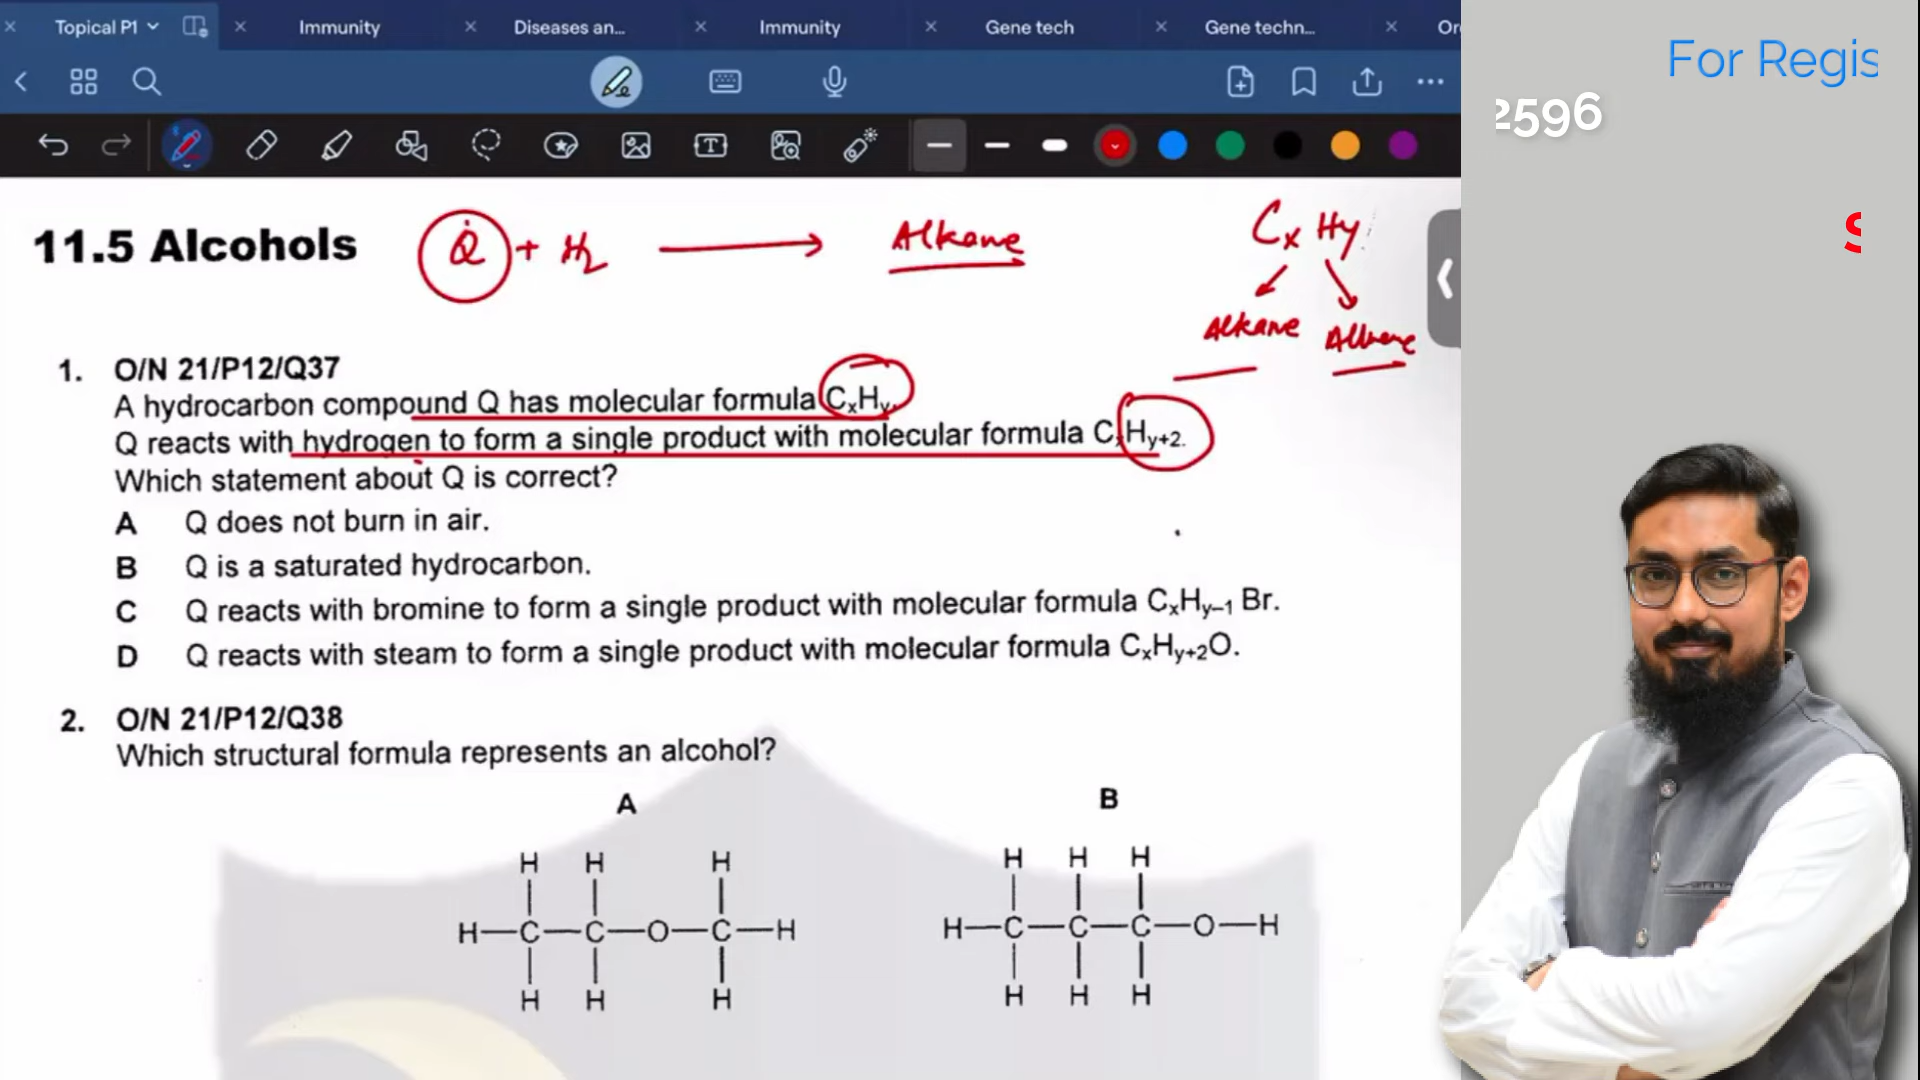 Topical P1
Immunity
Diseases an...
Immunity
Gene tech
Gene techn...
Or
For Regis
2596
S
11.5 Alcohols
Q + H2 → Alkane
CxHy
Alkane Alkene
1. O/N 21/P12/Q37
A hydrocarbon compound Q has molecular formula CxHy.
Q reacts with hydrogen to form a single product with molecular formula CxHy+2.
Which statement about Q is correct?
A Q does not burn in air.
B Q is a saturated hydrocarbon.
C Q reacts with bromine to form a single product with molecular formula CxHy–1 Br.
D Q reacts with steam to form a single product with molecular formula CxHy+2O.
2. O/N 21/P12/Q38
Which structural formula represents an alcohol?
A B
H H H H H H
H—C—C—O—C—H H—C—C—C—O—H
H H H H H H